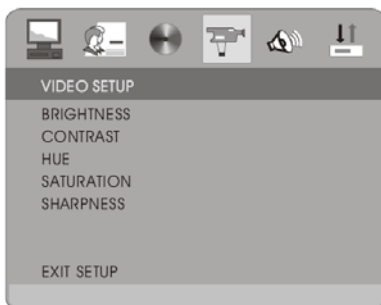 VIDEO SETUP
BRIGHTNESS
CONTRAST
HUE
SATURATION
SHARPNESS
EXIT SETUP